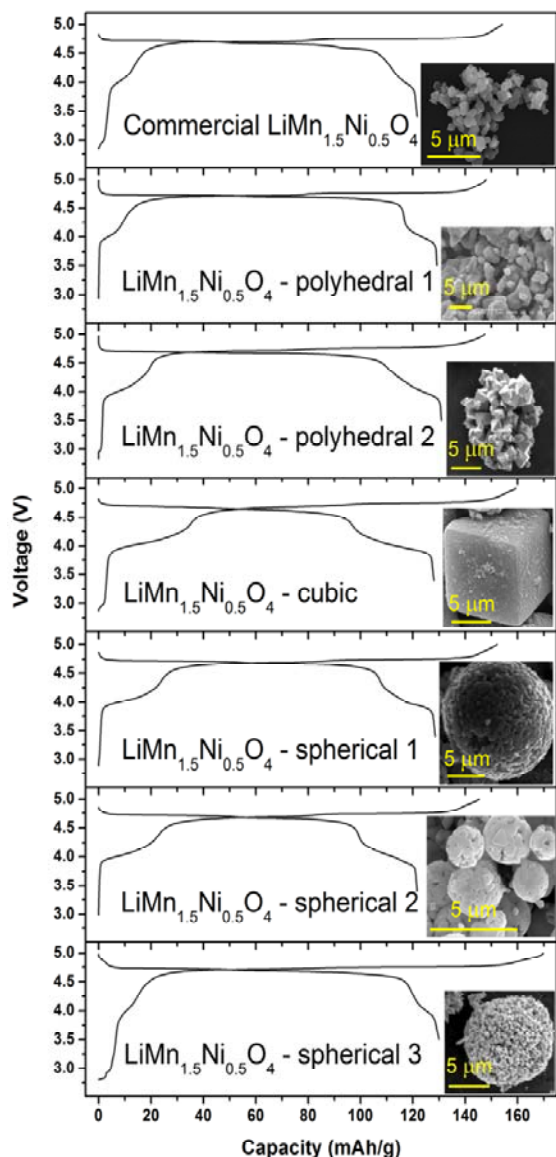 Voltage (V)
5.0
4.5
4.0
3.5
3.0
Commercial LiMn1.5Ni0.5O4
5 μm
5.0
4.5
4.0
3.5
3.0
LiMn1.5Ni0.5O4 - polyhedral 1
5 μm
5.0
4.5
4.0
3.5
3.0
LiMn1.5Ni0.5O4 - polyhedral 2
5 μm
5.0
4.5
4.0
3.5
3.0
LiMn1.5Ni0.5O4 - cubic
5 μm
5.0
4.5
4.0
3.5
3.0
LiMn1.5Ni0.5O4 - spherical 1
5 μm
5.0
4.5
4.0
3.5
3.0
LiMn1.5Ni0.5O4 - spherical 2
5 μm
5.0
4.5
4.0
3.5
3.0
LiMn1.5Ni0.5O4 - spherical 3
5 μm
0 20 40 60 80 100 120 140 160
Capacity (mAh/g)